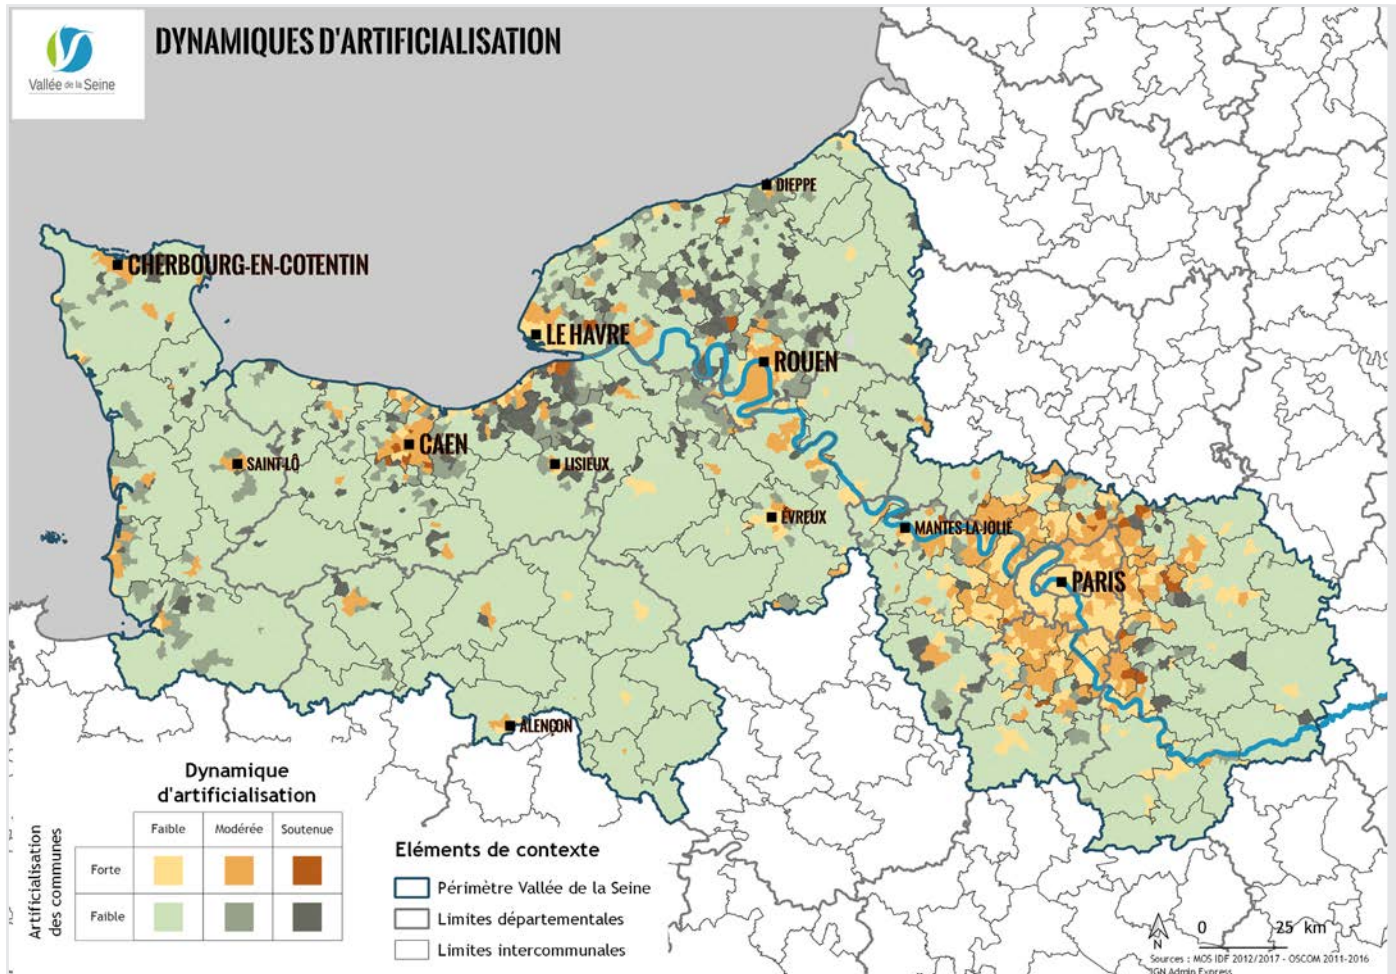 Vallée de la Seine
DYNAMIQUES D'ARTIFICIALISATION
DIEPPE
CHERBOURG-EN-COTENTIN
LE HAVRE
ROUEN
CAEN
SAINT-LÔ
LISIEUX
ÉVREUX
MANTES-LA-JOLIE
PARIS
ALENÇON
Dynamique
d'artificialisation
Artificialisation
des communes
Faible
Modérée
Soutenue
Forte
Faible
Eléments de contexte
Périmètre Vallée de la Seine
Limites départementales
Limites intercommunales
N
0 25 km
Sources : MOS IDF 2012/2017 - OSCOM 2011-2016
IGN Admin Express